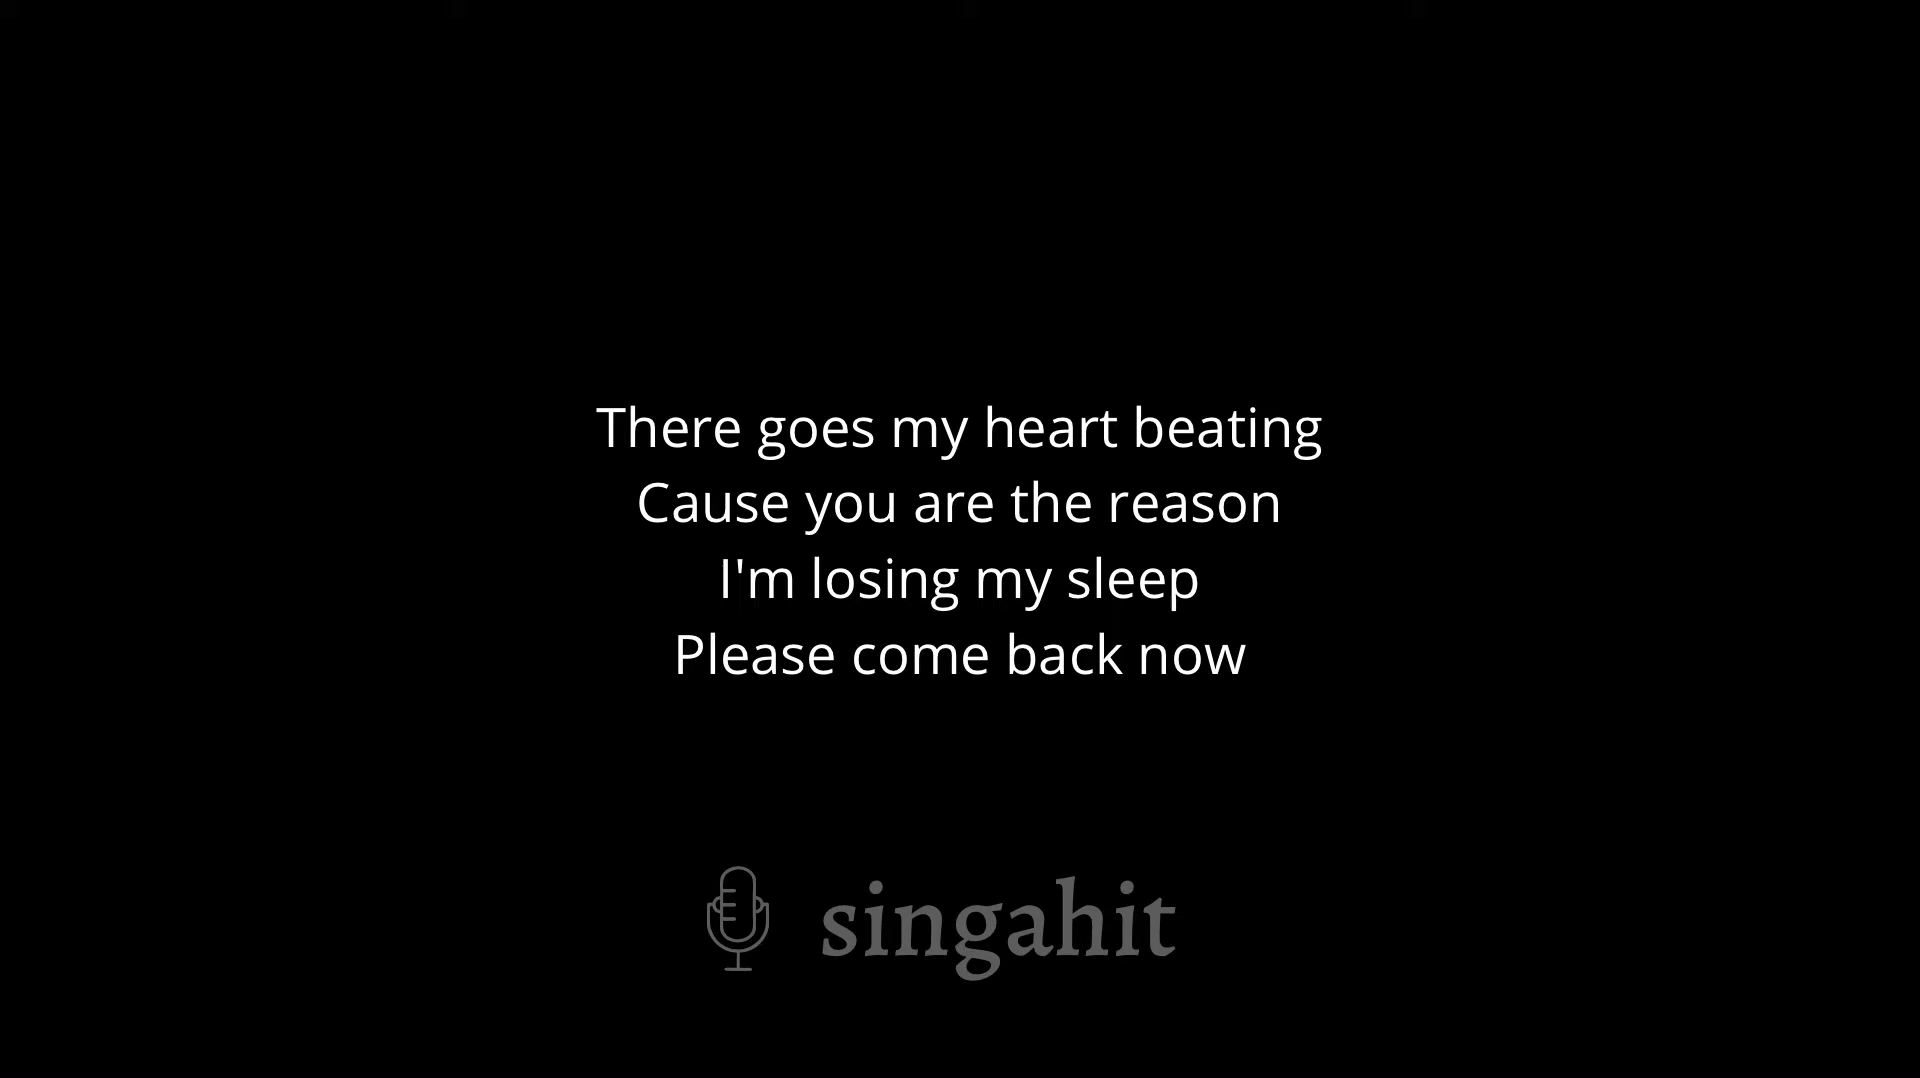 There goes my heart beating
Cause you are the reason
I'm losing my sleep
Please come back now
singahit